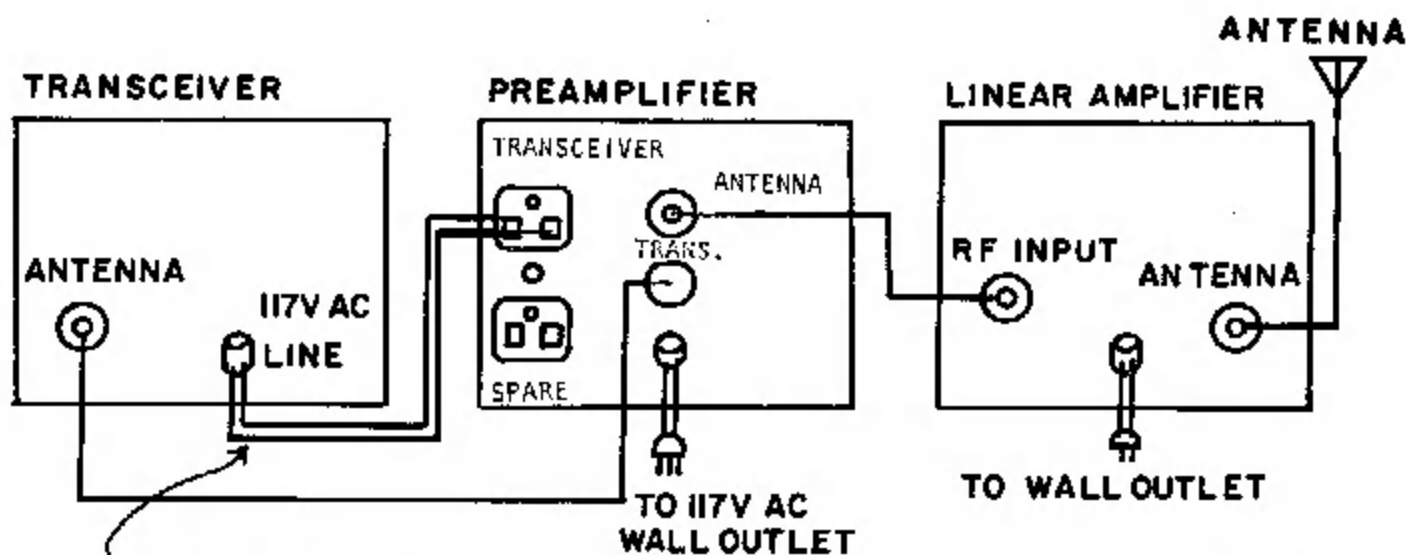 ANTENNA
TRANSCEIVER
PREAMPLIFIER
LINEAR AMPLIFIER
TRANSCEIVER
ANTENNA
TRANS.
RF INPUT
ANTENNA
ANTENNA
117V AC
LINE
SPARE
TO 117V AC
WALL OUTLET
TO WALL OUTLET